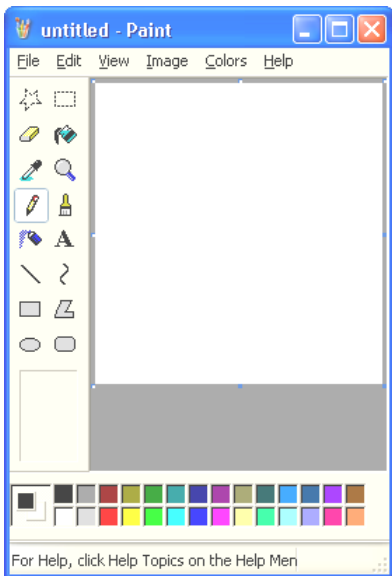 untitled - Paint
File Edit View Image Colors Help
A
For Help, click Help Topics on the Help Men